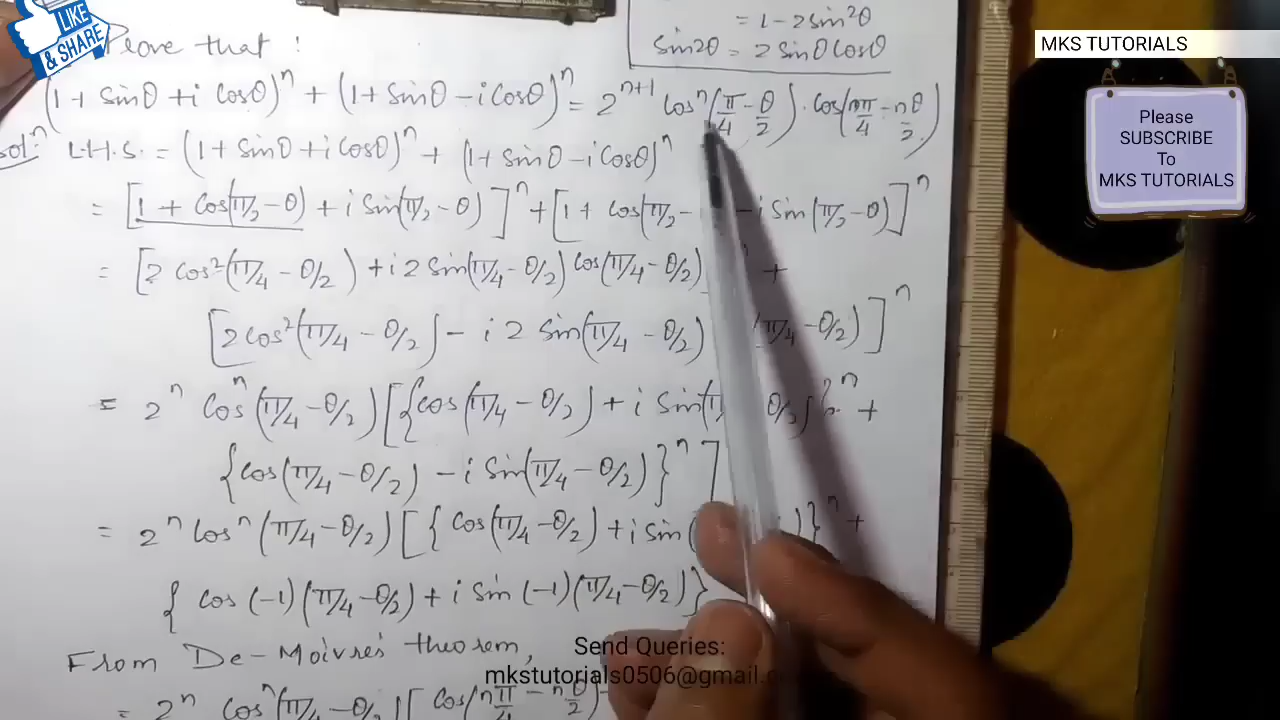 LIKE
& SHARE
Prove that :
= 1 - 2 sin²θ
sin2θ = 2 sinθ cosθ
MKS TUTORIALS
Please
SUBSCRIBE
To
MKS TUTORIALS
(1 + sinθ + i cosθ)ⁿ + (1 + sinθ - i cosθ)ⁿ = 2ⁿ⁺¹ cosⁿ(π/4 - θ/2) · cos(nπ/4 - nθ/2)
Solⁿ: L.H.S. = (1 + sinθ + i cosθ)ⁿ + (1 + sinθ - i cosθ)ⁿ
= [1 + cos(π/2 - θ) + i sin(π/2 - θ)]ⁿ + [1 + cos(π/2 - - i sin(π/2 - θ)]ⁿ
= [2 cos²(π/4 - θ/2) + i 2 sin(π/4 - θ/2) cos(π/4 - θ/2) +
[2 cos²(π/4 - θ/2) - i 2 sin(π/4 - θ/2) (π/4 - θ/2)]ⁿ
= 2ⁿ cosⁿ(π/4 - θ/2) [{cos(π/4 - θ/2) + i sin( θ/2)}ⁿ +
{cos(π/4 - θ/2) - i sin(π/4 - θ/2)}ⁿ]
= 2ⁿ cosⁿ(π/4 - θ/2) [{cos(π/4 - θ/2) + i sin( )}ⁿ +
{cos (-1)(π/4 - θ/2) + i sin (-1)(π/4 - θ/2)}
From De-Moivre's theorem,
= 2ⁿ cosⁿ(π/4 - θ/2) [cos(nπ/4 - nθ/2)
Send Queries:
mkstutorials0506@gmail.